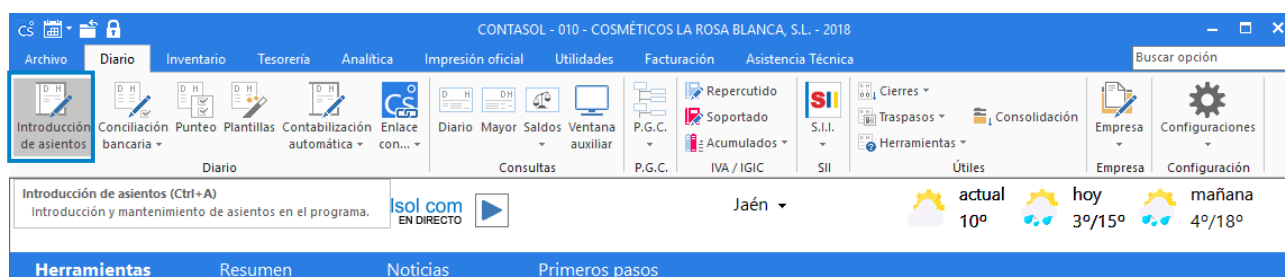 CS CONTASOL - 010 - COSMÉTICOS LA ROSA BLANCA, S.L. - 2018
Archivo Diario Inventario Tesorería Analítica Impresión oficial Utilidades Facturación Asistencia Técnica Buscar opción
Introducción de asientos
Conciliación bancaria
Punteo
Plantillas
Contabilización automática
Enlace con...
Diario
Diario
Mayor
Saldos
Ventana auxiliar
Consultas
P.G.C.
P.G.C.
Repercutido
Soportado
Acumulados
IVA / IGIC
SII
S.I.I.
SII
Cierres
Traspasos
Herramientas
Consolidación
Útiles
Empresa
Empresa
Configuraciones
Configuración
Introducción de asientos (Ctrl+A)
Introducción y mantenimiento de asientos en el programa.
lsol com
EN DIRECTO
Jaén
actual
10º
hoy
3º/15º
mañana
4º/18º
Herramientas Resumen Noticias Primeros pasos